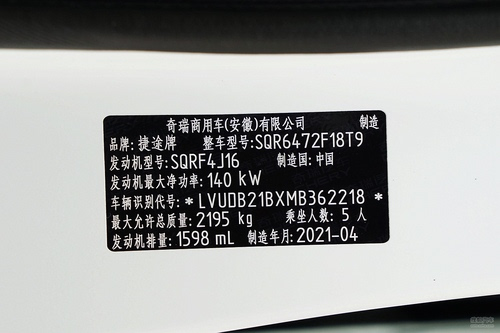 奇瑞商用车(安徽)有限公司 制造
品牌: 捷途牌 整车型号: SQR6472F18T9
发动机型号: SQRF4J16 制造国: 中国
发动机最大净功率: 140 kW
车辆识别代号: *LVUDB21BXMB362218*
最大允许总质量: 2195 kg 乘坐人数: 5 人
发动机排量: 1598 mL 制造年月: 2021-04